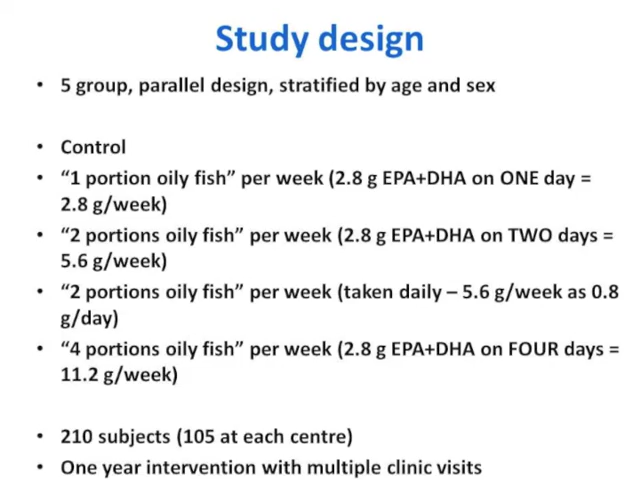 Study design
• 5 group, parallel design, stratified by age and sex
• Control
• “1 portion oily fish” per week (2.8 g EPA+DHA on ONE day =
2.8 g/week)
• “2 portions oily fish” per week (2.8 g EPA+DHA on TWO days =
5.6 g/week)
• “2 portions oily fish” per week (taken daily – 5.6 g/week as 0.8
g/day)
• “4 portions oily fish” per week (2.8 g EPA+DHA on FOUR days =
11.2 g/week)
• 210 subjects (105 at each centre)
• One year intervention with multiple clinic visits